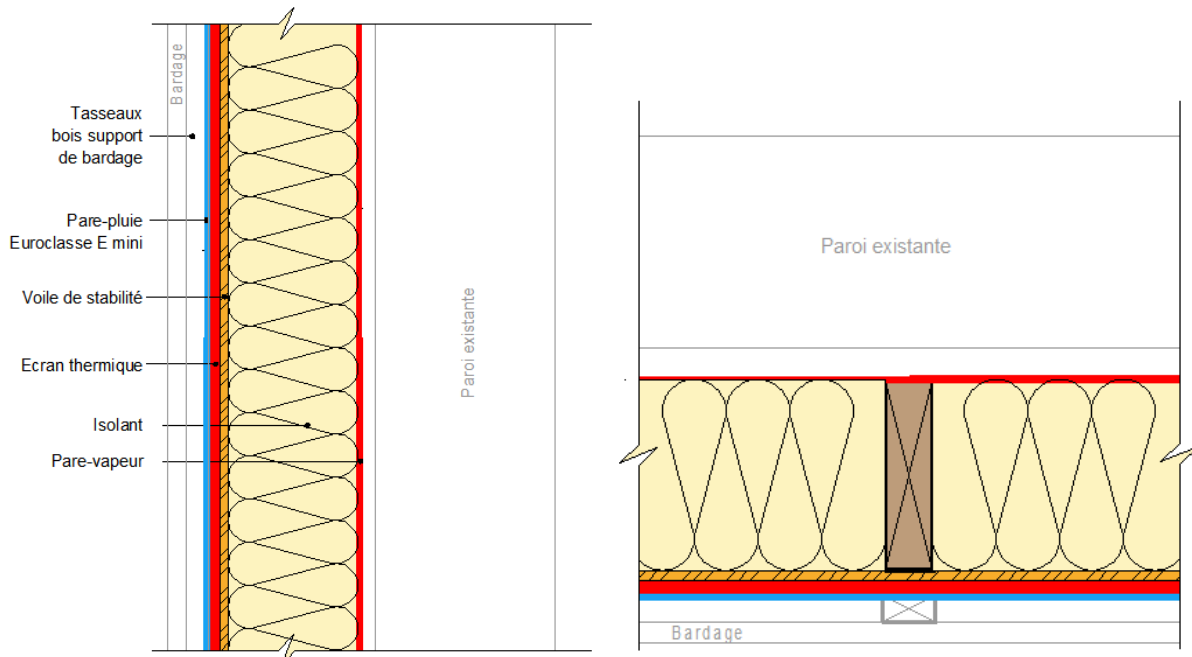 Bardage
Tasseaux
bois support
de bardage
Pare-pluie
Euroclasse E mini
Voile de stabilité
Ecran thermique
Isolant
Pare-vapeur
Paroi existante
Paroi existante
Bardage